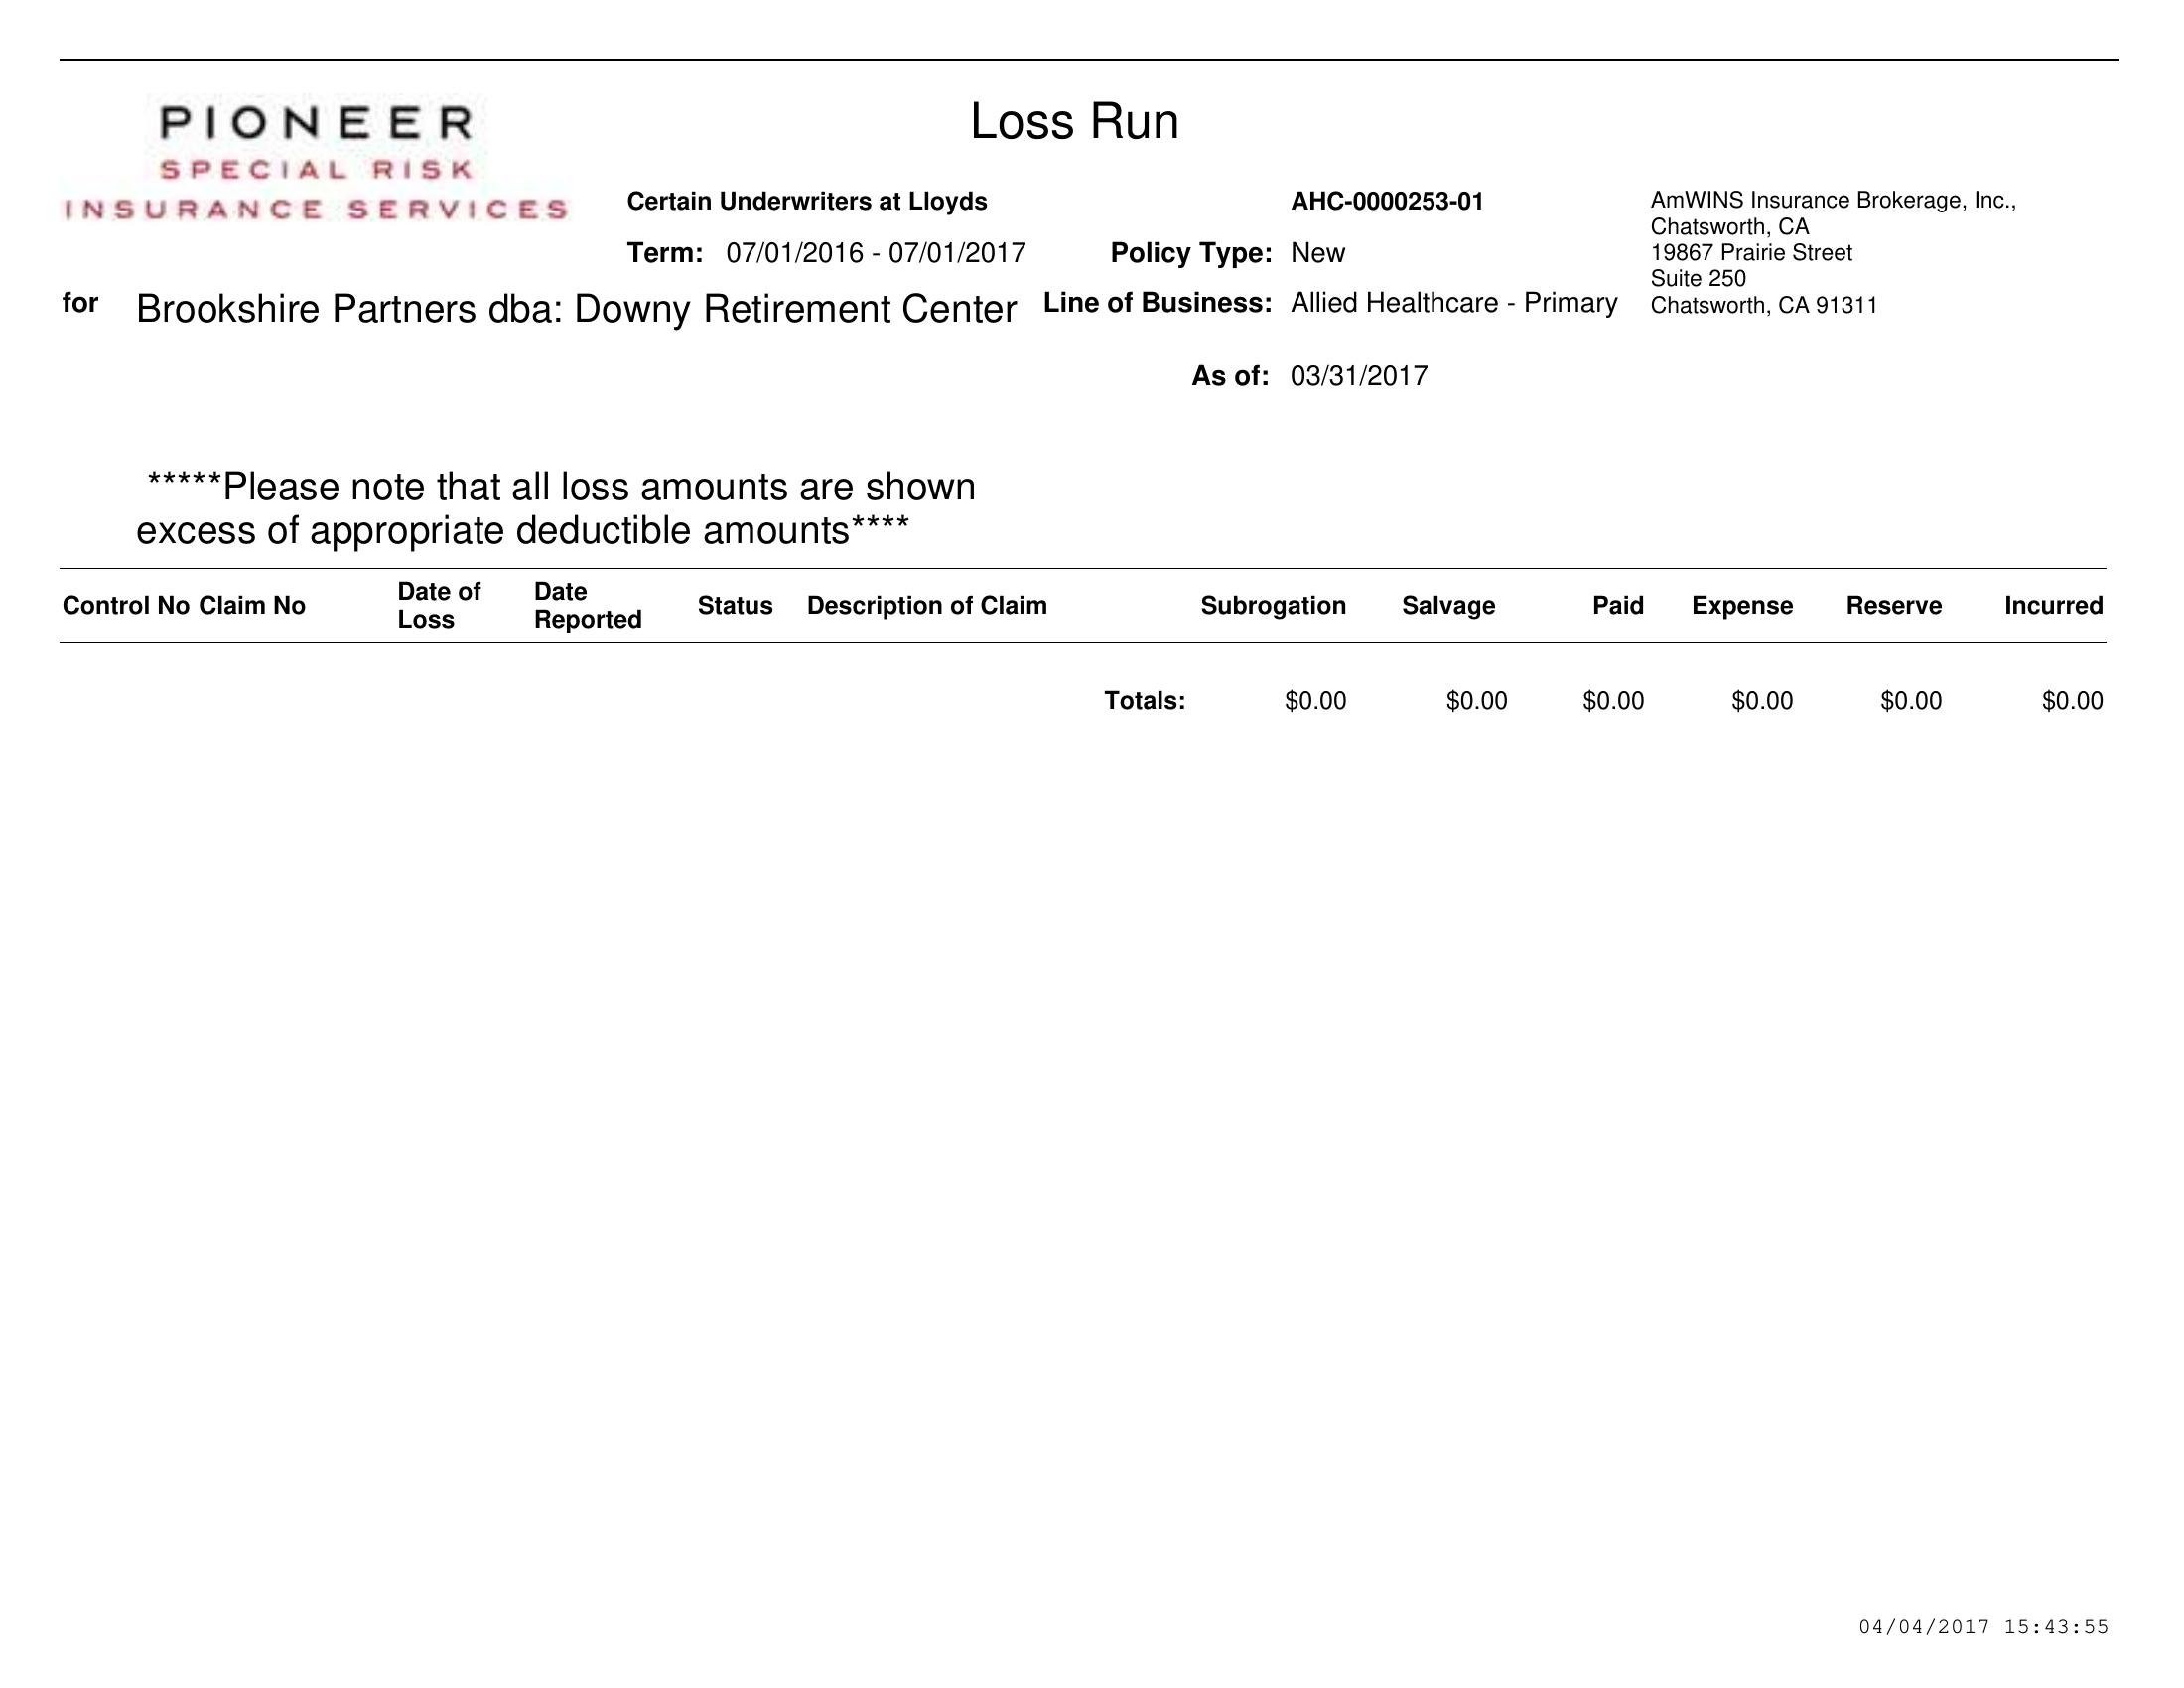 PIONEER
SPECIAL RISK
INSURANCE SERVICES
Loss Run
Certain Underwriters at Lloyds
AHC-0000253-01
Term: 07/01/2016 - 07/01/2017
Policy Type: New
for Brookshire Partners dba: Downy Retirement Center
Line of Business: Allied Healthcare - Primary
As of: 03/31/2017
AmWINS Insurance Brokerage, Inc.,
Chatsworth, CA
19867 Prairie Street
Suite 250
Chatsworth, CA 91311
*****Please note that all loss amounts are shown
excess of appropriate deductible amounts****
Control No Claim No Date of Loss Date Reported Status Description of Claim Subrogation Salvage Paid Expense Reserve Incurred
Totals: $0.00 $0.00 $0.00 $0.00 $0.00 $0.00
04/04/2017 15:43:55